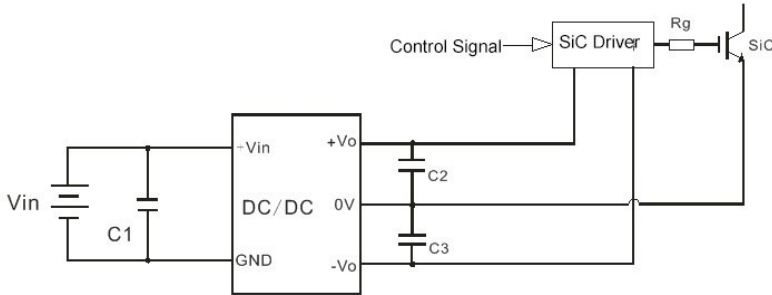 Control Signal
SiC Driver
Rg
SiC
Vin
C1
+Vin
GND
DC/DC
+Vo
0V
-Vo
C2
C3